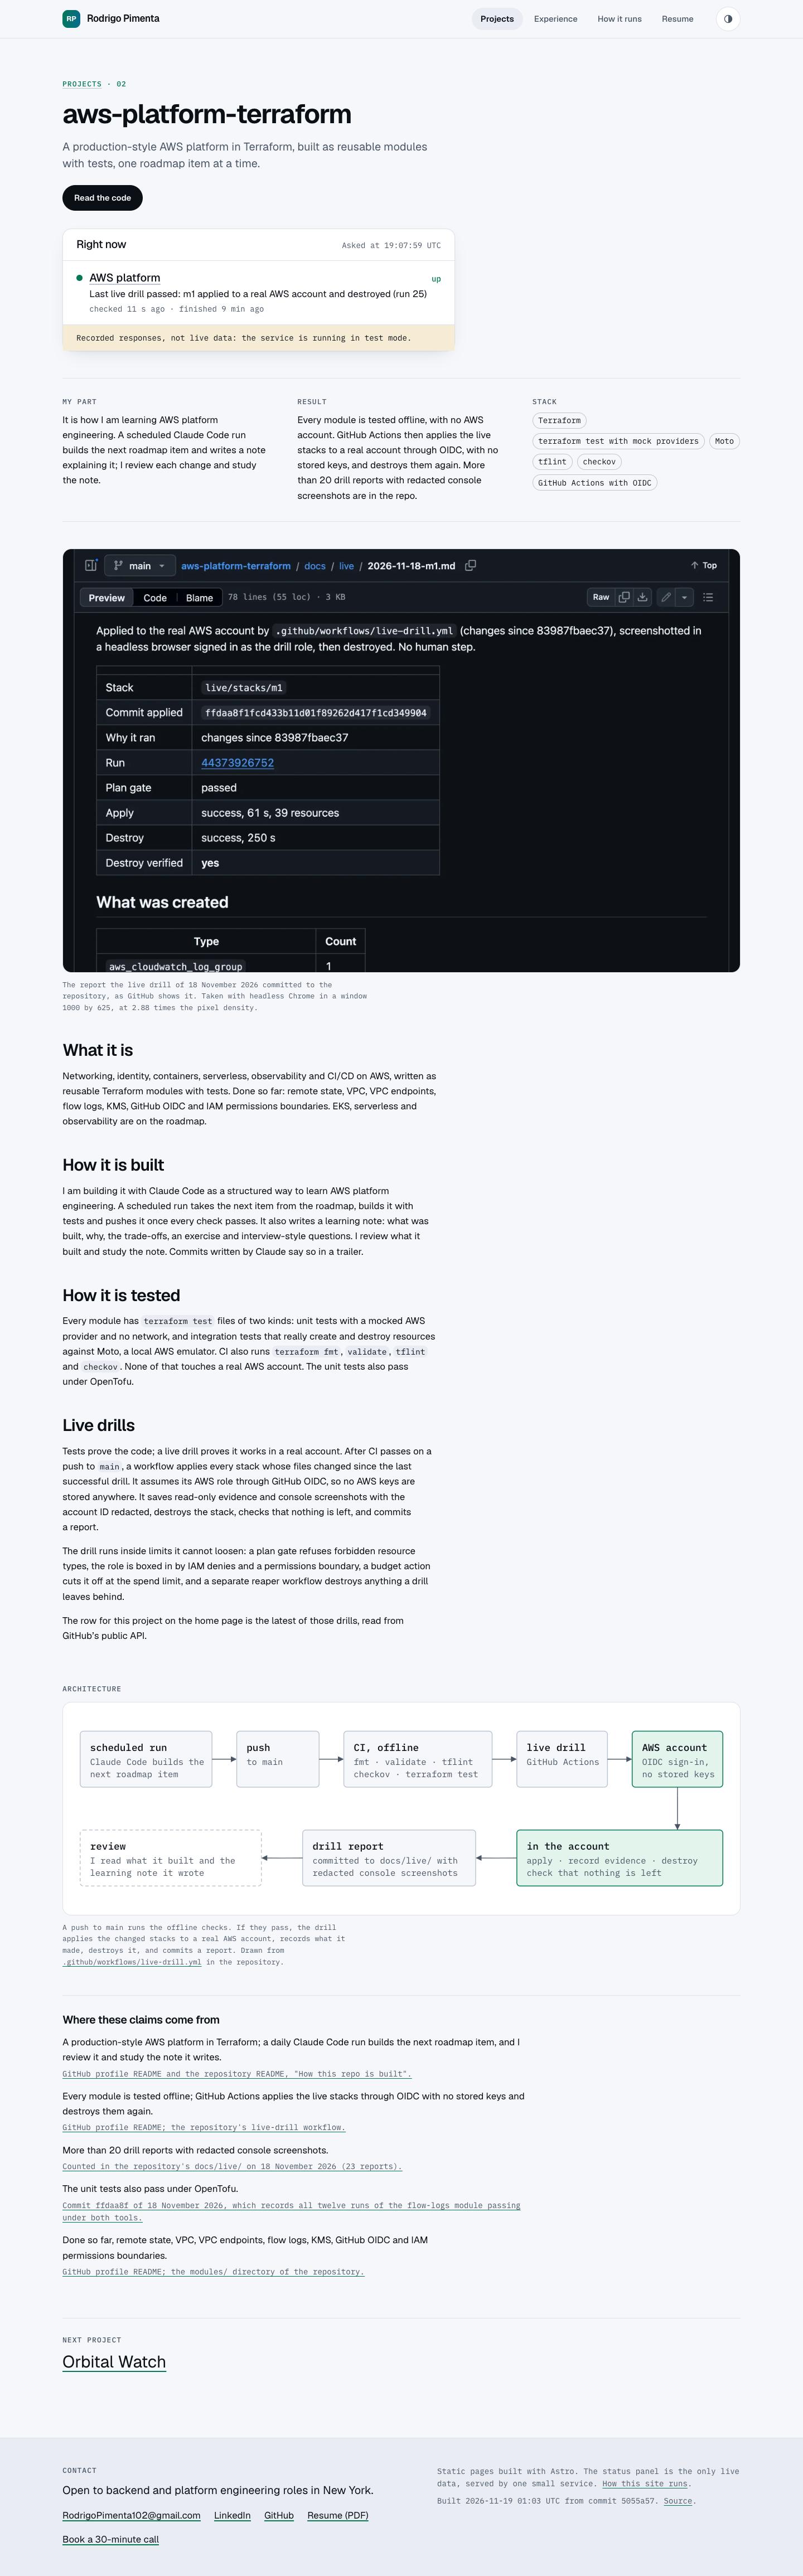 RP Rodrigo Pimenta Projects Experience How it runs Resume
PROJECTS · 02
aws-platform-terraform
A production-style AWS platform in Terraform, built as reusable modules
with tests, one roadmap item at a time.
Read the code
Right now Asked at 19:07:59 UTC
AWS platform up
Last live drill passed: m1 applied to a real AWS account and destroyed (run 25)
checked 11 s ago · finished 9 min ago
Recorded responses, not live data: the service is running in test mode.
MY PART
It is how I am learning AWS platform
engineering. A scheduled Claude Code run
builds the next roadmap item and writes a note
explaining it; I review each change and study
the note.
RESULT
Every module is tested offline, with no AWS
account. GitHub Actions then applies the live
stacks to a real account through OIDC, with no
stored keys, and destroys them again. More
than 20 drill reports with redacted console
screenshots are in the repo.
STACK
Terraform
terraform test with mock providers Moto
tflint checkov
GitHub Actions with OIDC
main aws-platform-terraform / docs / live / 2026-11-18-m1.md Top
Preview Code Blame 78 lines (55 loc) · 3 KB Raw
Applied to the real AWS account by .github/workflows/live-drill.yml (changes since 83987fbaec37), screenshotted in
a headless browser signed in as the drill role, then destroyed. No human step.
Stack live/stacks/m1
Commit applied ffdaa8f1fcd433b11d01f89262d417f1cd349904
Why it ran changes since 83987fbaec37
Run 44373926752
Plan gate passed
Apply success, 61 s, 39 resources
Destroy success, 250 s
Destroy verified yes
What was created
Type Count
aws_cloudwatch_log_group 1
The report the live drill of 18 November 2026 committed to the
repository, as GitHub shows it. Taken with headless Chrome in a window
1000 by 625, at 2.88 times the pixel density.
What it is
Networking, identity, containers, serverless, observability and CI/CD on AWS, written as
reusable Terraform modules with tests. Done so far: remote state, VPC, VPC endpoints,
flow logs, KMS, GitHub OIDC and IAM permissions boundaries. EKS, serverless and
observability are on the roadmap.
How it is built
I am building it with Claude Code as a structured way to learn AWS platform
engineering. A scheduled run takes the next item from the roadmap, builds it with
tests and pushes it once every check passes. It also writes a learning note: what was
built, why, the trade-offs, an exercise and interview-style questions. I review what it
built and study the note. Commits written by Claude say so in a trailer.
How it is tested
Every module has terraform test files of two kinds: unit tests with a mocked AWS
provider and no network, and integration tests that really create and destroy resources
against Moto, a local AWS emulator. CI also runs terraform fmt, validate, tflint
and checkov. None of that touches a real AWS account. The unit tests also pass
under OpenTofu.
Live drills
Tests prove the code; a live drill proves it works in a real account. After CI passes on a
push to main, a workflow applies every stack whose files changed since the last
successful drill. It assumes its AWS role through GitHub OIDC, so no AWS keys are
stored anywhere. It saves read-only evidence and console screenshots with the
account ID redacted, destroys the stack, checks that nothing is left, and commits
a report.
The drill runs inside limits it cannot loosen: a plan gate refuses forbidden resource
types, the role is boxed in by IAM denies and a permissions boundary, a budget action
cuts it off at the spend limit, and a separate reaper workflow destroys anything a drill
leaves behind.
The row for this project on the home page is the latest of those drills, read from
GitHub's public API.
ARCHITECTURE
scheduled run
Claude Code builds the
next roadmap item
push
to main
CI, offline
fmt · validate · tflint
checkov · terraform test
live drill
GitHub Actions
AWS account
OIDC sign-in,
no stored keys
review
I read what it built and the
learning note it wrote
drill report
committed to docs/live/ with
redacted console screenshots
in the account
apply · record evidence · destroy
check that nothing is left
A push to main runs the offline checks. If they pass, the drill
applies the changed stacks to a real AWS account, records what it
made, destroys it, and commits a report. Drawn from
.github/workflows/live-drill.yml in the repository.
Where these claims come from
A production-style AWS platform in Terraform; a daily Claude Code run builds the next roadmap item, and I
review it and study the note it writes.
GitHub profile README and the repository README, "How this repo is built".
Every module is tested offline; GitHub Actions applies the live stacks through OIDC with no stored keys and
destroys them again.
GitHub profile README; the repository's live-drill workflow.
More than 20 drill reports with redacted console screenshots.
Counted in the repository's docs/live/ on 18 November 2026 (23 reports).
The unit tests also pass under OpenTofu.
Commit ffdaa8f of 18 November 2026, which records all twelve runs of the flow-logs module passing
under both tools.
Done so far, remote state, VPC, VPC endpoints, flow logs, KMS, GitHub OIDC and IAM
permissions boundaries.
GitHub profile README; the modules/ directory of the repository.
NEXT PROJECT
Orbital Watch
CONTACT
Open to backend and platform engineering roles in New York.
RodrigoPimenta102@gmail.com LinkedIn GitHub Resume (PDF)
Book a 30-minute call
Static pages built with Astro. The status panel is the only live
data, served by one small service. How this site runs.
Built 2026-11-19 01:03 UTC from commit 5055a57. Source.